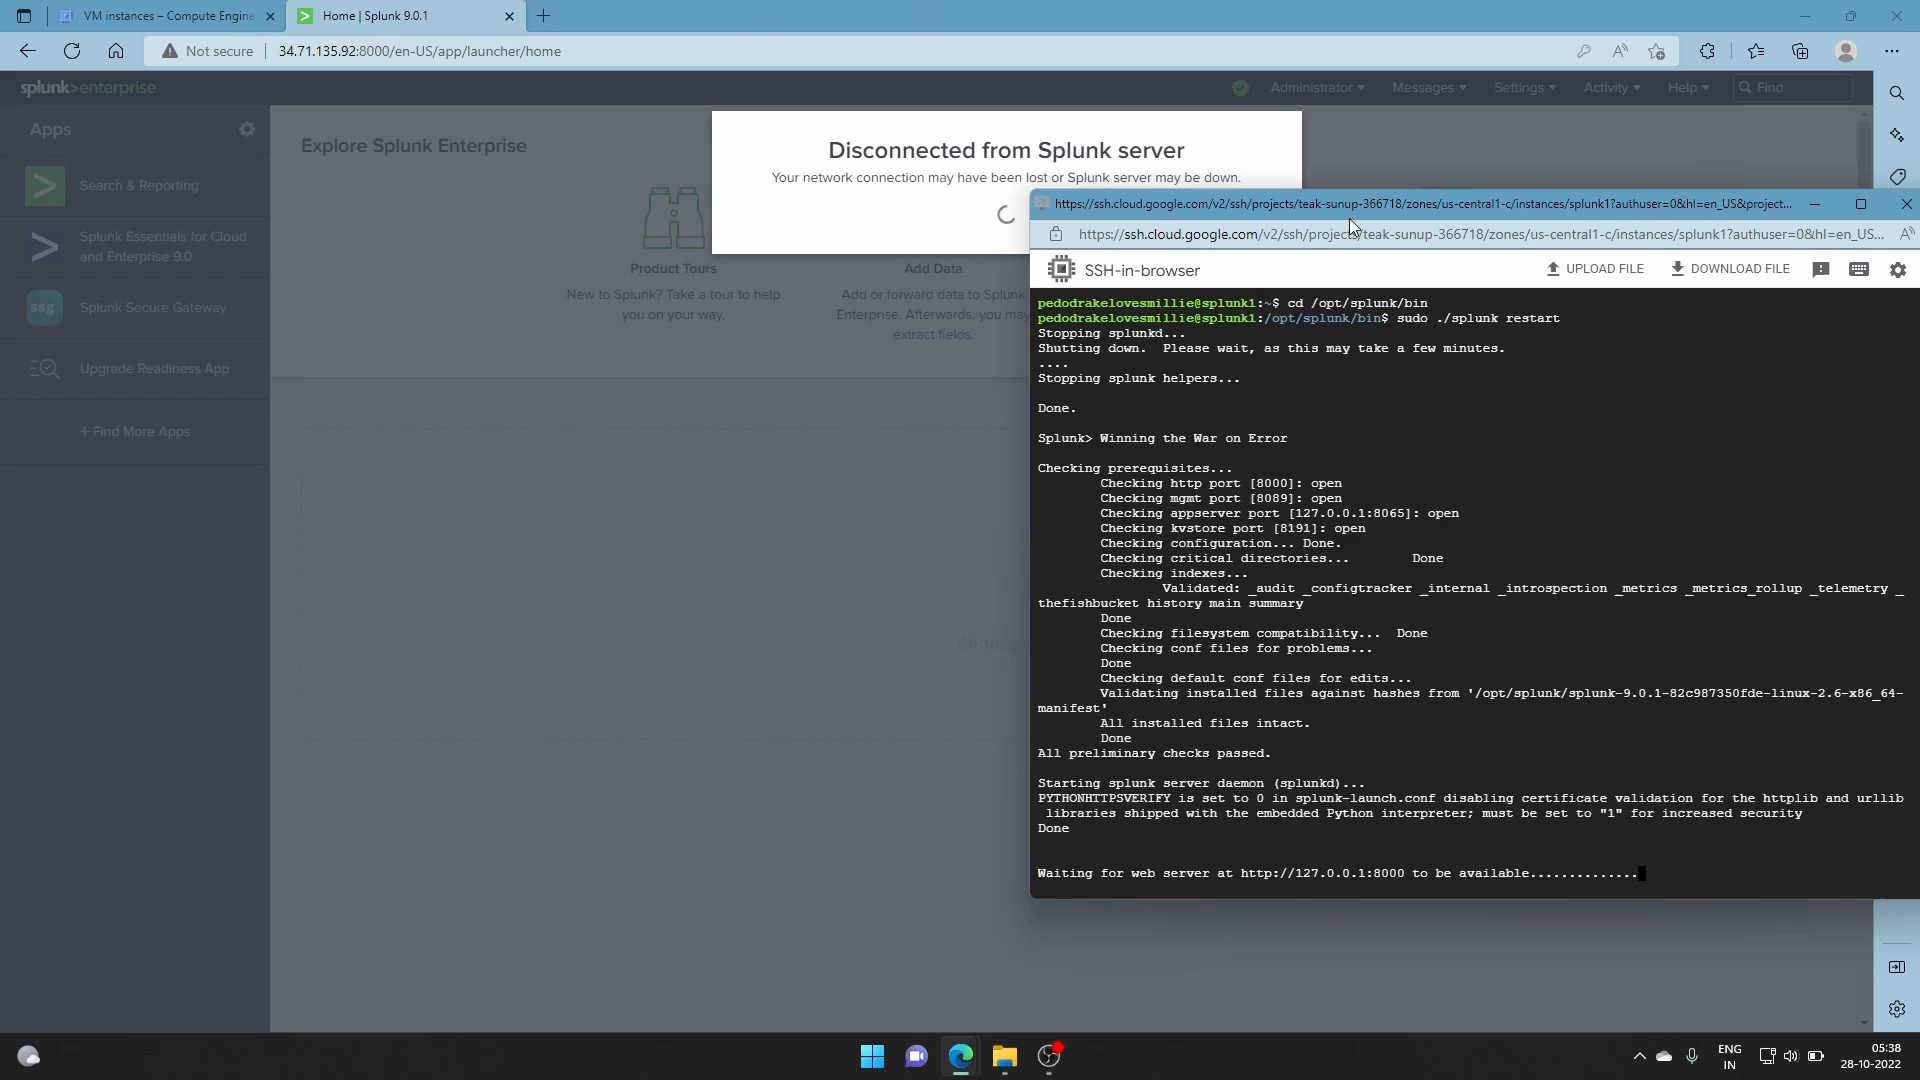 VM instances – Compute Engine
Home | Splunk 9.0.1
Not secure
34.71.135.92:8000/en-US/app/launcher/home
splunk>enterprise
Administrator
Messages
Settings
Activity
Help
Find
Apps
Search & Reporting
Splunk Essentials for Cloud
and Enterprise 9.0
ssg
Splunk Secure Gateway
Upgrade Readiness App
+ Find More Apps
Explore Splunk Enterprise
Product Tours
New to Splunk? Take a tour to help
you on your way.
Add Data
Add or forward data to Splunk
Enterprise. Afterwards, you may
extract fields.
Choose
Disconnected from Splunk server
Your network connection may have been lost or Splunk server may be down.
https://ssh.cloud.google.com/v2/ssh/projects/teak-sunup-366718/zones/us-central1-c/instances/splunk1?authuser=0&hl=en_US&project...
https://ssh.cloud.google.com/v2/ssh/projects/teak-sunup-366718/zones/us-central1-c/instances/splunk1?authuser=0&hl=en_US...
SSH-in-browser
UPLOAD FILE
DOWNLOAD FILE
pedodrakelovesmillie@splunk1:~$ cd /opt/splunk/bin
pedodrakelovesmillie@splunk1:/opt/splunk/bin$ sudo ./splunk restart
Stopping splunkd...
Shutting down.  Please wait, as this may take a few minutes.
....
Stopping splunk helpers...
Done.
Splunk> Winning the War on Error
Checking prerequisites...
Checking http port [8000]: open
Checking mgmt port [8089]: open
Checking appserver port [127.0.0.1:8065]: open
Checking kvstore port [8191]: open
Checking configuration... Done.
Checking critical directories...        Done
Checking indexes...
Validated: _audit _configtracker _internal _introspection _metrics _metrics_rollup _telemetry _
thefishbucket history main summary
Done
Checking filesystem compatibility...  Done
Checking conf files for problems...
Done
Checking default conf files for edits...
Validating installed files against hashes from '/opt/splunk/splunk-9.0.1-82c987350fde-linux-2.6-x86_64-
manifest'
All installed files intact.
Done
All preliminary checks passed.
Starting splunk server daemon (splunkd)...
PYTHONHTTPSVERIFY is set to 0 in splunk-launch.conf disabling certificate validation for the httplib and urllib
libraries shipped with the embedded Python interpreter; must be set to "1" for increased security
Done
Waiting for web server at http://127.0.0.1:8000 to be available..............
ENG
IN
05:38
28-10-2022